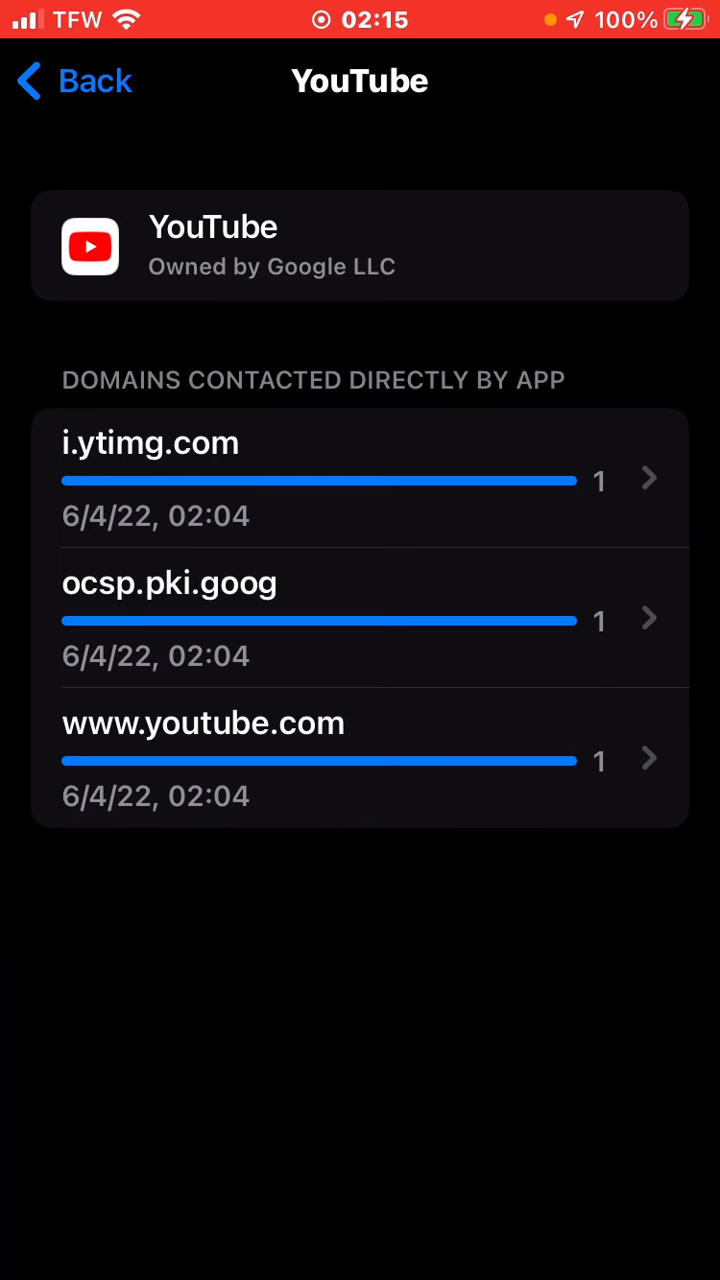 TFW 02:15 100%
Back YouTube
YouTube
Owned by Google LLC
DOMAINS CONTACTED DIRECTLY BY APP
i.ytimg.com
1
6/4/22, 02:04
ocsp.pki.goog
1
6/4/22, 02:04
www.youtube.com
1
6/4/22, 02:04